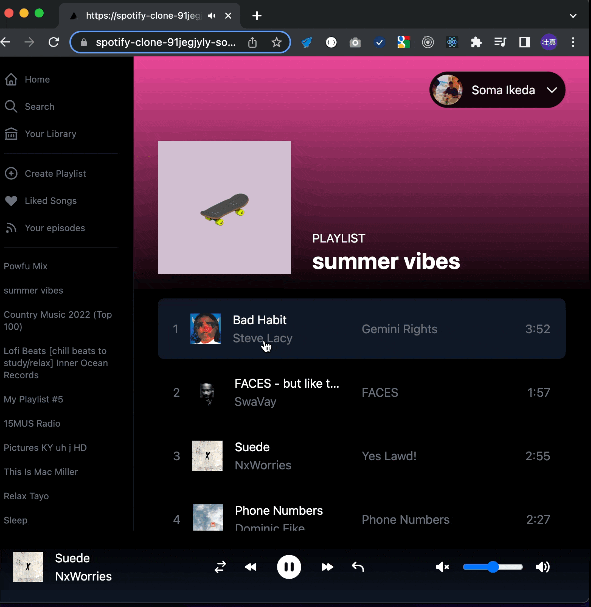 https://spotify-clone-91jeg
spotify-clone-91jegjyly-so...
壮真
Home
Search
Your Library
Create Playlist
Liked Songs
Your episodes
Powfu Mix
summer vibes
Country Music 2022 (Top
100)
Lofi Beats [chill beats to
study/relax] Inner Ocean
Records
My Playlist #5
15MUS Radio
Pictures KY uh j HD
This Is Mac Miller
Relax Tayo
Sleep
Soma Ikeda
PLAYLIST
summer vibes
1 Bad Habit Gemini Rights 3:52
Steve Lacy
2 FACES - but like t... FACES 1:57
SwaVay
3 Suede Yes Lawd! 2:55
NxWorries
4 Phone Numbers Phone Numbers 2:27
Dominic Fike
Suede
NxWorries